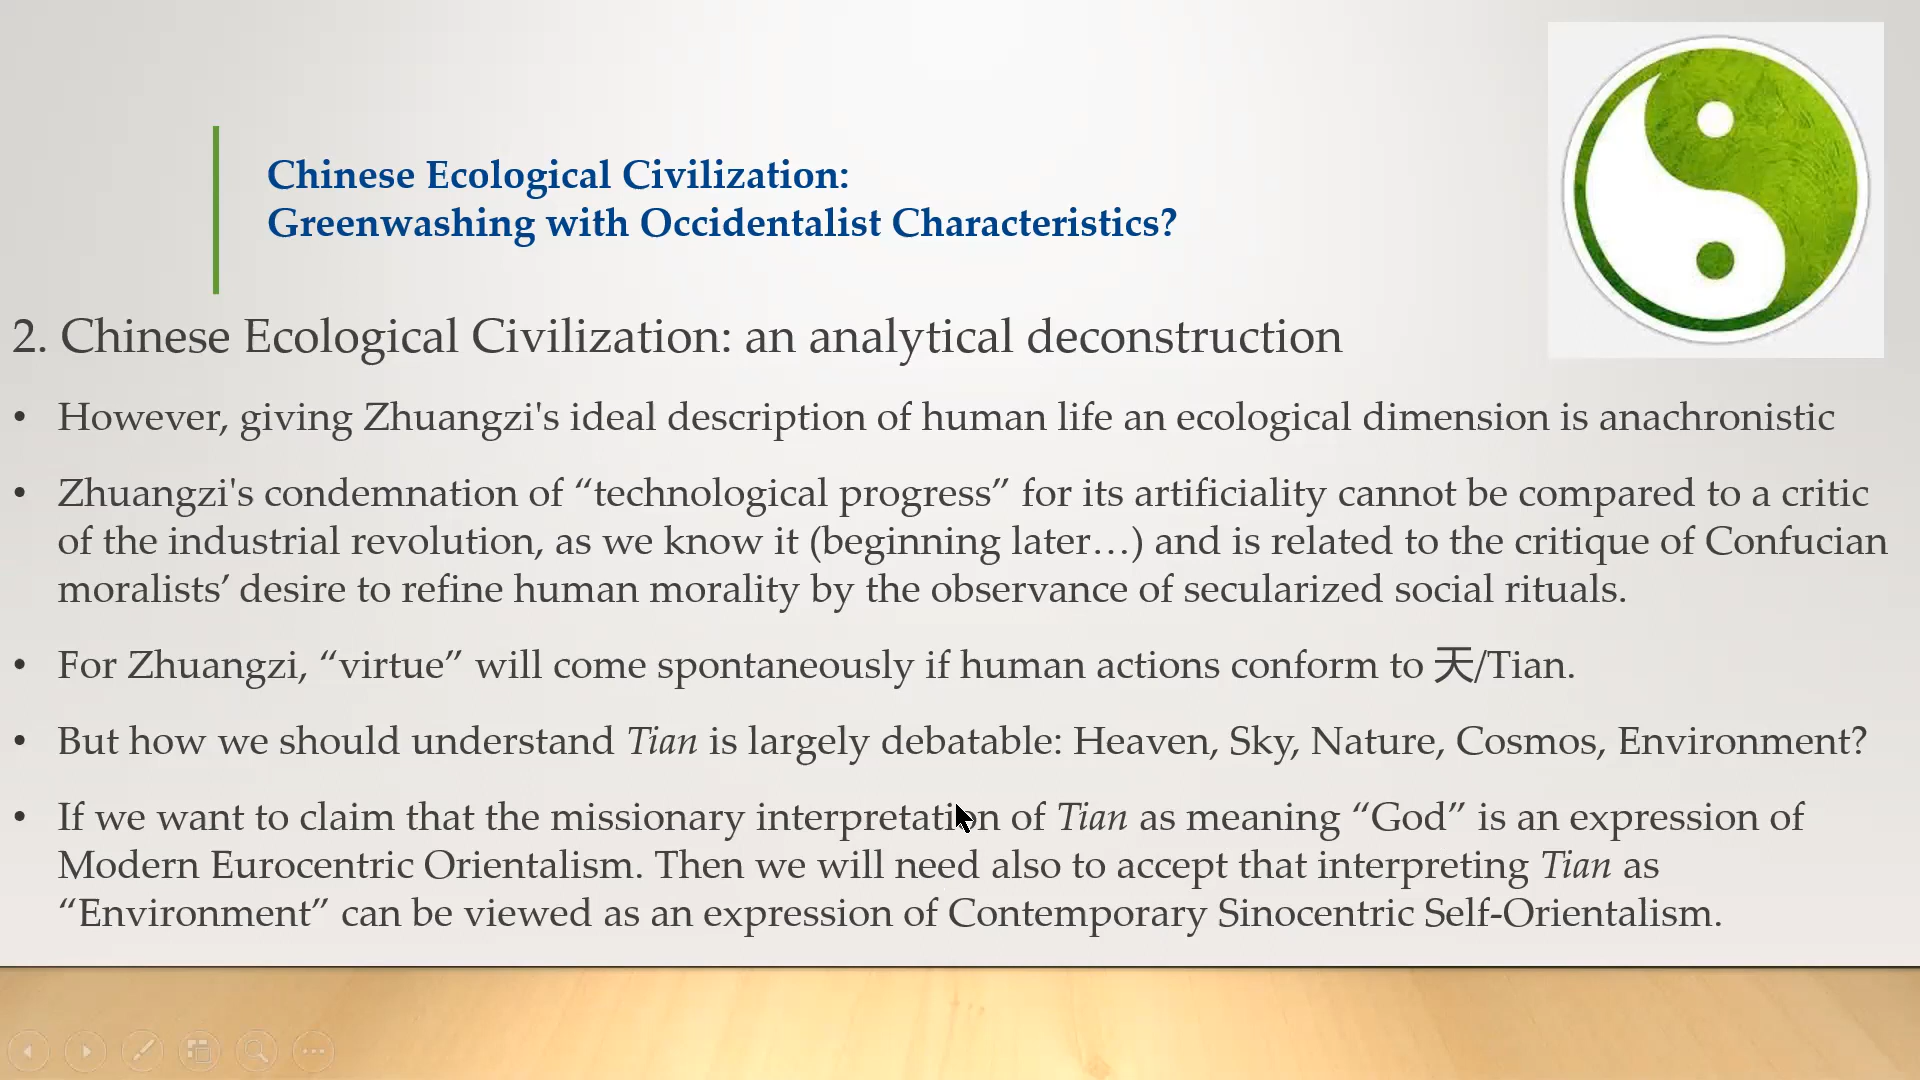 Chinese Ecological Civilization:
Greenwashing with Occidentalist Characteristics?
2. Chinese Ecological Civilization: an analytical deconstruction
• However, giving Zhuangzi's ideal description of human life an ecological dimension is anachronistic
• Zhuangzi's condemnation of “technological progress” for its artificiality cannot be compared to a critic
of the industrial revolution, as we know it (beginning later…) and is related to the critique of Confucian
moralists’ desire to refine human morality by the observance of secularized social rituals.
• For Zhuangzi, “virtue” will come spontaneously if human actions conform to 天/Tian.
• But how we should understand Tian is largely debatable: Heaven, Sky, Nature, Cosmos, Environment?
• If we want to claim that the missionary interpretation of Tian as meaning “God” is an expression of
Modern Eurocentric Orientalism. Then we will need also to accept that interpreting Tian as
“Environment” can be viewed as an expression of Contemporary Sinocentric Self-Orientalism.